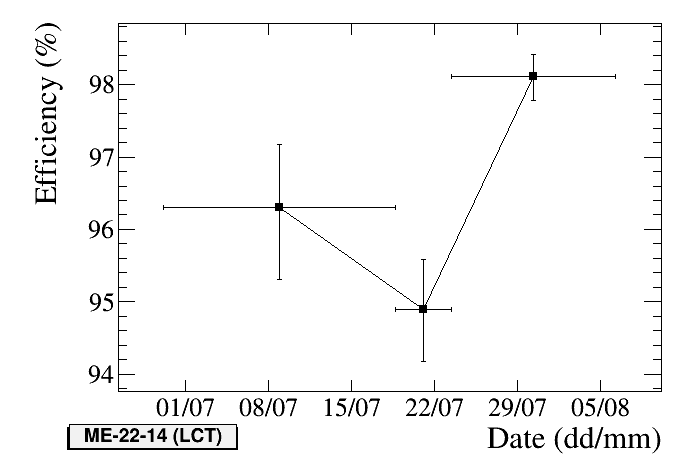 Efficiency (%)
98
97
96
95
94
01/07 08/07 15/07 22/07 29/07 05/08
ME-22-14 (LCT)
Date (dd/mm)